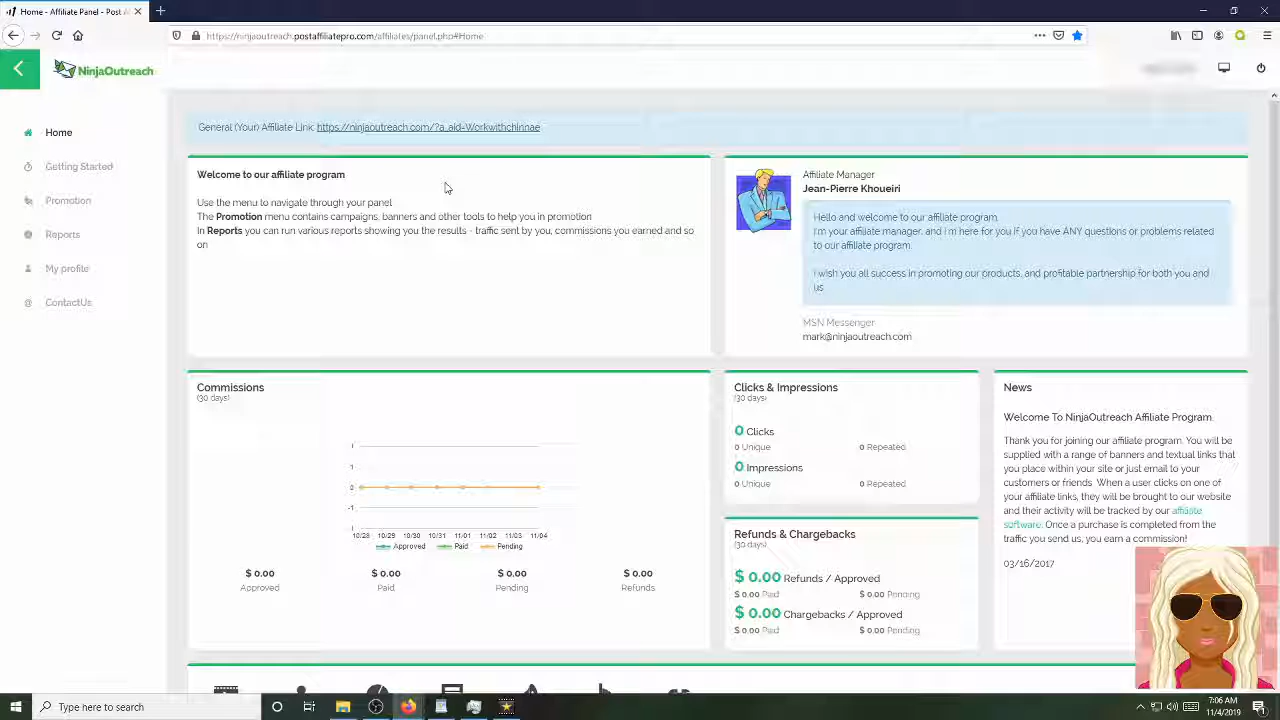 Home - Affiliate Panel - Post Af
https://ninjaoutreach.postaffiliatepro.com/affiliates/panel.php#Home
NinjaOutreach
Home
Getting Started
Promotion
Reports
My profile
ContactUs
General (Your) Affiliate Link: https://ninjaoutreach.com/?a_aid=Workwithchinnae
Welcome to our affiliate program
Use the menu to navigate through your panel
The Promotion menu contains campaigns, banners and other tools to help you in promotion
In Reports you can run various reports showing you the results - traffic sent by you, commissions you earned and so
on
Affiliate Manager
Jean-Pierre Khoueiri
Hello and welcome to our affiliate program.
I'm your affiliate manager, and I'm here for you if you have ANY questions or problems related
to our affiliate program.
I wish you all success in promoting our products, and profitable partnership for both you and
us
MSN Messenger
mark@ninjaoutreach.com
Commissions
(30 days)
1
0
-1
10/28 10/29 10/30 10/31 11/01 11/02 11/03 11/04
Approved Paid Pending
$ 0.00 $ 0.00 $ 0.00 $ 0.00
Approved Paid Pending Refunds
Clicks & Impressions
(30 days)
0 Clicks
0 Unique 0 Repeated
0 Impressions
0 Unique 0 Repeated
Refunds & Chargebacks
(30 days)
$ 0.00 Refunds / Approved
$ 0.00 Paid $ 0.00 Pending
$ 0.00 Chargebacks / Approved
$ 0.00 Paid $ 0.00 Pending
News
Welcome To NinjaOutreach Affiliate Program.
Thank you for joining our affiliate program. You will be
supplied with a range of banners and textual links that
you place within your site or just email to your
customers or friends. When a user clicks on one of
your affiliate links, they will be brought to our website
and their activity will be tracked by our affiliate
software. Once a purchase is completed from the
traffic you send us, you earn a commission!
03/16/2017
Type here to search
7:06 AM
11/4/2019